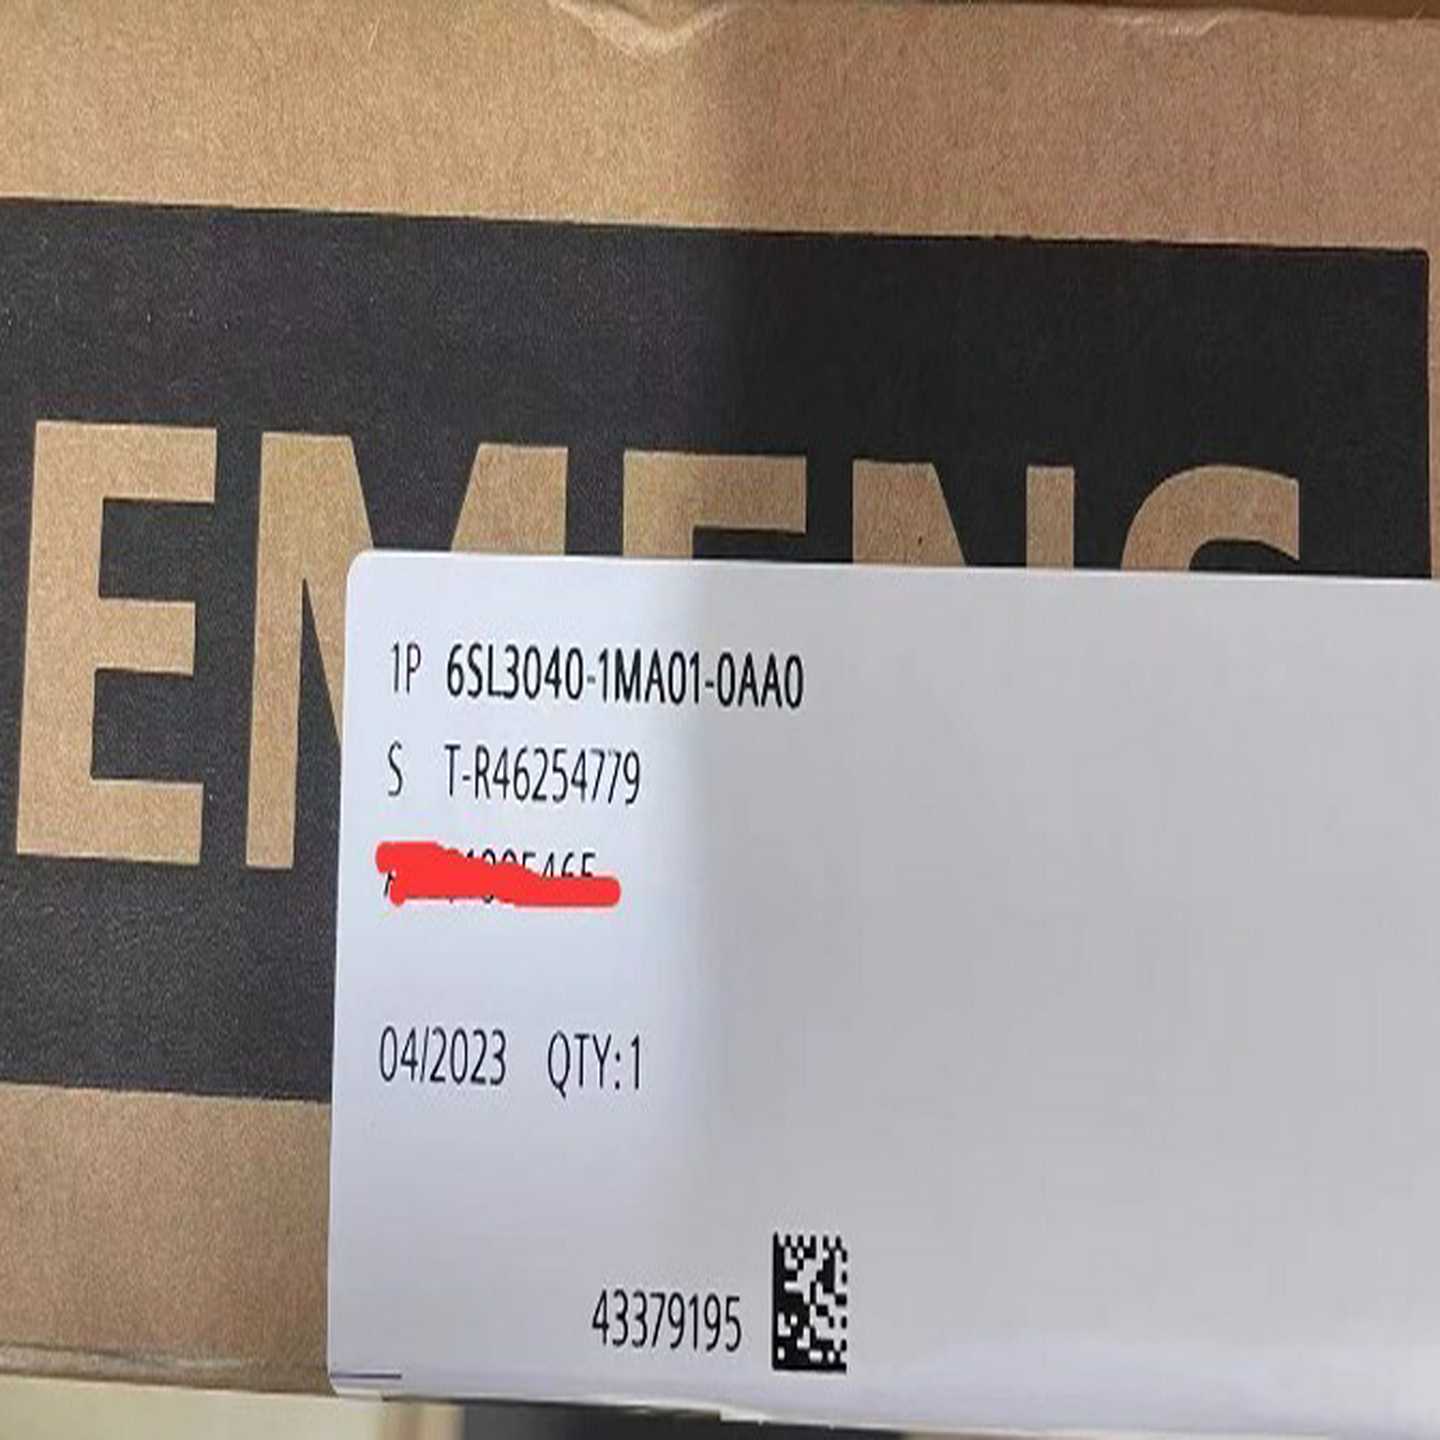 EMENS
1P 6SL3040-1MA01-0AA0
S T-R46254779
04/2023 QTY:1
43379195